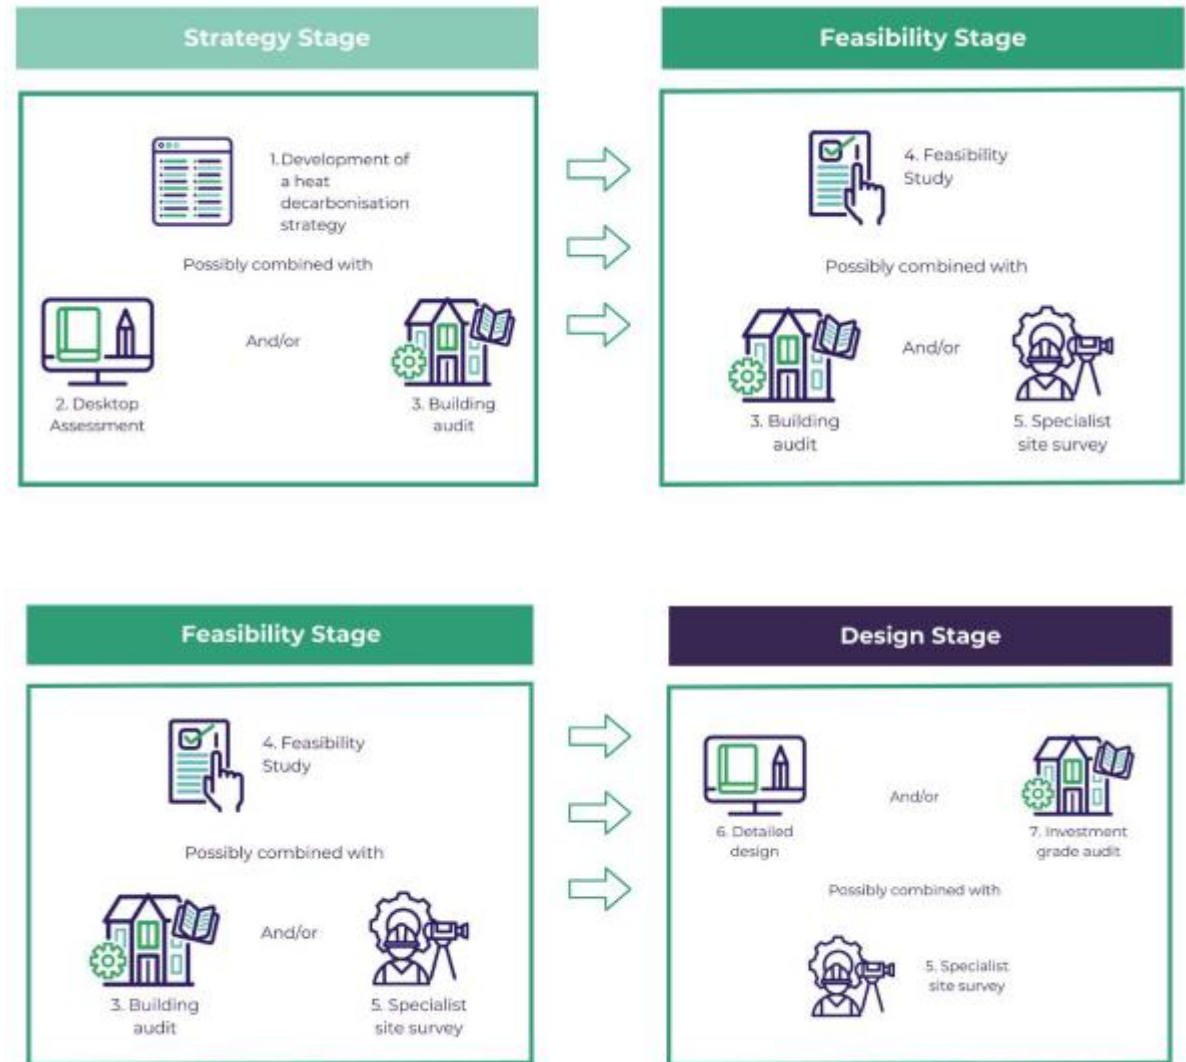 Strategy Stage
1. Development of
a heat
decarbonisation
strategy
Possibly combined with
And/or
2. Desktop
Assessment
3. Building
audit
Feasibility Stage
4. Feasibility
Study
Possibly combined with
And/or
3. Building
audit
5. Specialist
site survey
Feasibility Stage
4. Feasibility
Study
Possibly combined with
And/or
3. Building
audit
5. Specialist
site survey
Design Stage
And/or
6. Detailed
design
7. Investment
grade audit
Possibly combined with
5. Specialist
site survey